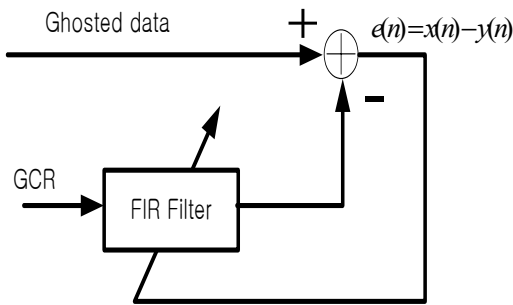 Ghosted data
+
e(n)=x(n)−y(n)
−
GCR
FIR Filter